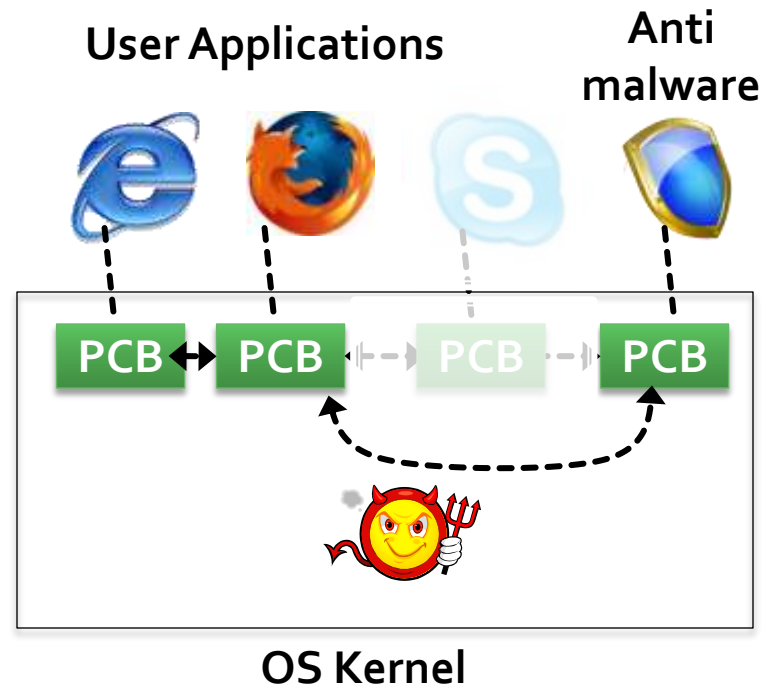 User Applications
Anti
malware
S
PCB PCB PCB PCB
OS Kernel